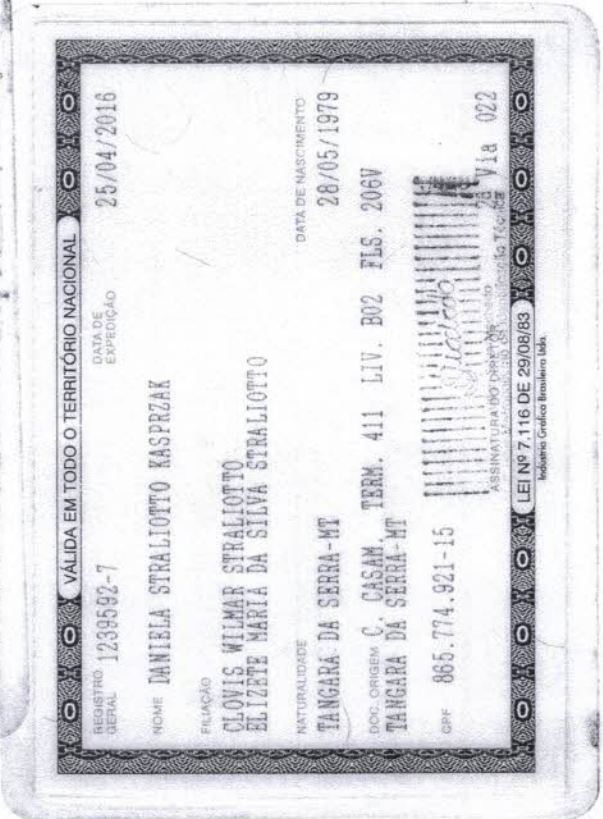 VÁLIDA EM TODO O TERRITÓRIO NACIONAL
REGISTRO GERAL 1239592-7 DATA DE EXPEDIÇÃO 25/04/2016
NOME DANIELA STRALIOTTO KASPRZAK
FILIAÇÃO
CLOVIS WILMAR STRALIOTTO
ELIZETE MARIA DA SILVA STRALIOTTO
NATURALIDADE DATA DE NASCIMENTO
TANGARA DA SERRA-MT 28/05/1979
DOC. ORIGEM C. CASAM. TERM. 411 LIV. B02 FLS. 206V
TANGARA DA SERRA-MT
CPF 865.774.921-15
2a Via 022
ASSINATURA DO DIRETOR
LEI Nº 7.116 DE 29/08/83
Industria Grafica Brasileira Ltda.